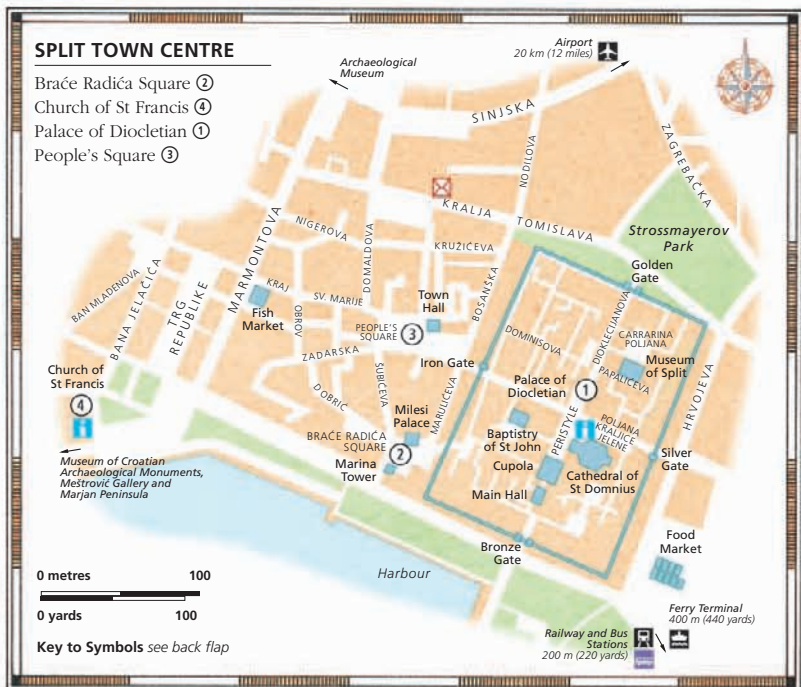 SPLIT TOWN CENTRE
Braće Radića Square ②
Church of St Francis ④
Palace of Diocletian ①
People's Square ③
Archaeological
Museum
Airport
20 km (12 miles)
SINJSKA
NODILOVA
ZAGREBAČKA
KRALJA TOMISLAVA
Strossmayerov
Park
NIGEROVA
DOMALDOVA
KRUŽIĆEVA
MARMONTOVA
BOSANSKA
Golden
Gate
BAN MLADENOVA
BANA JELAČIĆA
TRG
REPUBLIKE
KRAJ SV. MARIJE
Fish
Market
OBROV
Town
Hall
PEOPLE'S
SQUARE
③
ZADARSKA
DOMINISOVA
DIOKLECIJANOVA
CARRARINA
POLJANA
Museum
of Split
PAPALIĆEVA
HRVOJEVA
Iron Gate
Church of
St Francis
④
ŠUBIĆEVA
DOBRIĆ
MARULIĆEVA
Palace of
Diocletian
①
Milesi
Palace
BRAĆE RADIĆA
SQUARE
②
Marina
Tower
Baptistry
of St John
PERISTYLE
POLJANA
KRALJICE
JELENE
Cupola
Cathedral of
St Domnius
Main Hall
Silver
Gate
Museum of Croatian
Archaeological Monuments,
Meštrović Gallery and
Marjan Peninsula
Bronze
Gate
Food
Market
Harbour
0 metres 100
0 yards 100
Key to Symbols see back flap
Railway and Bus
Stations
200 m (220 yards)
Ferry Terminal
400 m (440 yards)